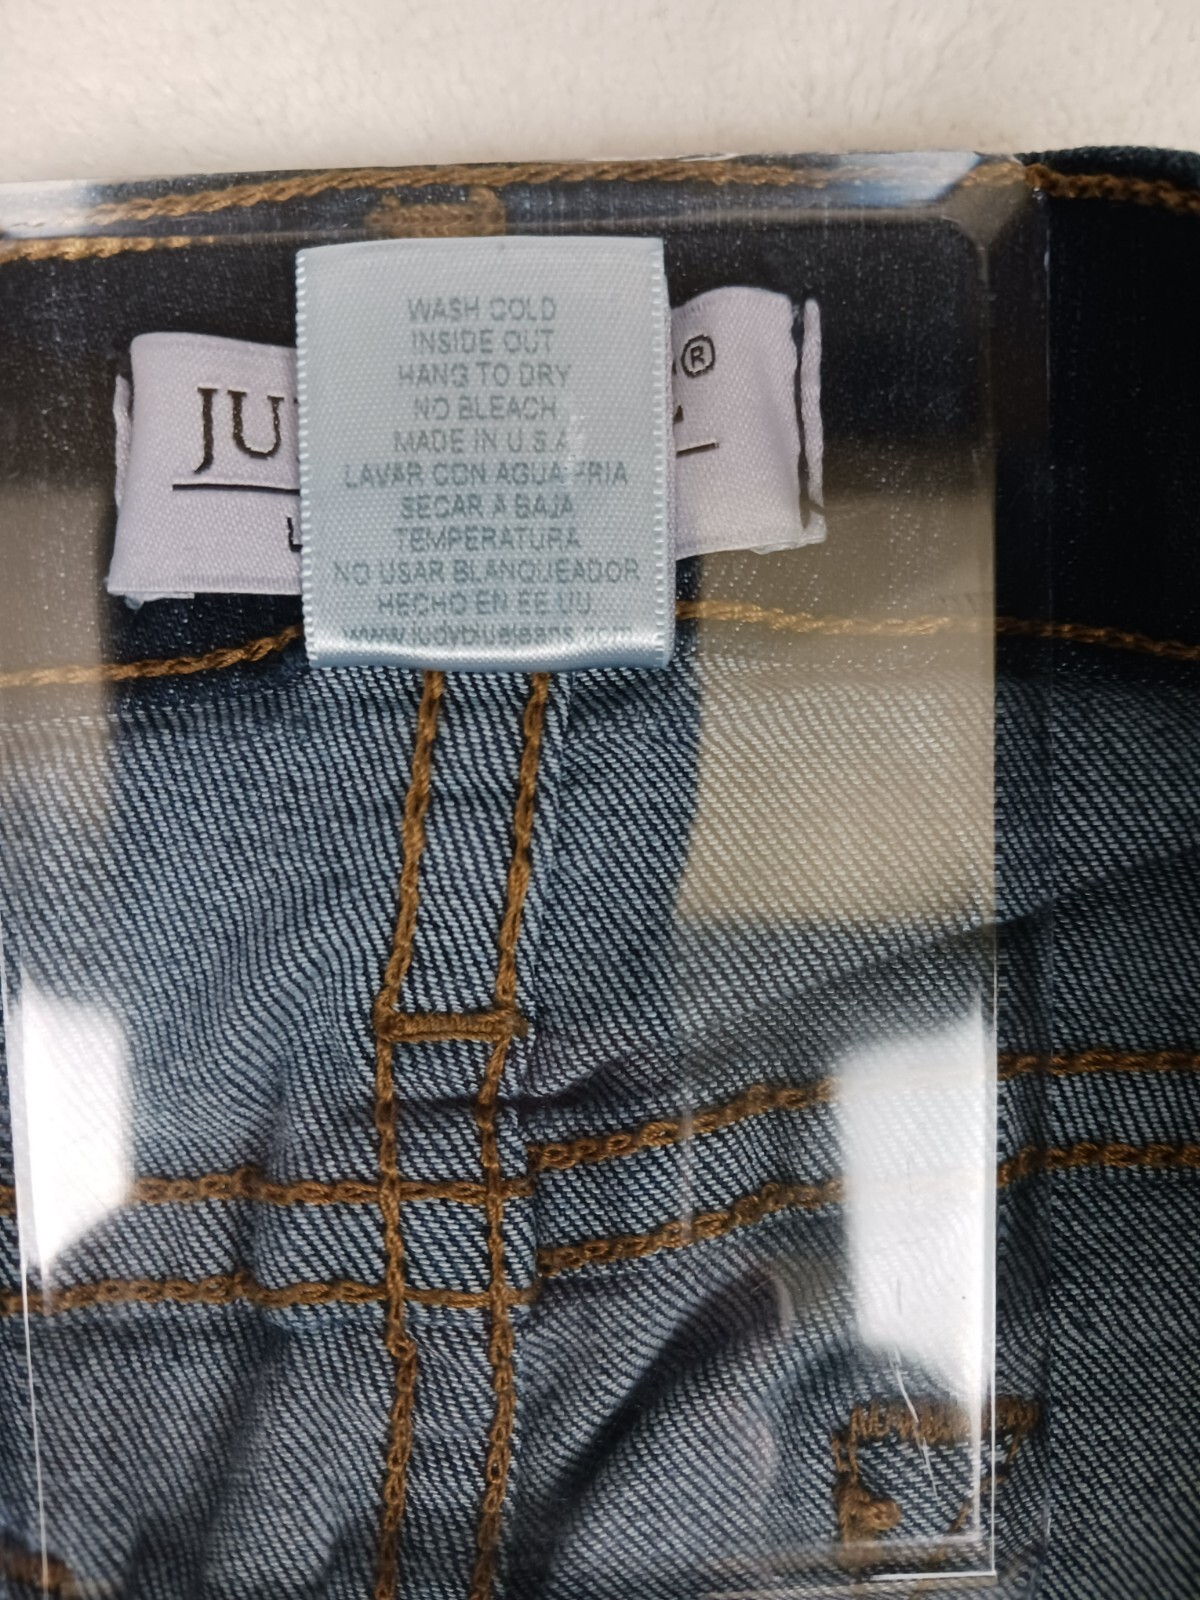 WASH COLD
INSIDE OUT
HANG TO DRY
NO BLEACH
MADE IN U.S.A
LAVAR CON AGUA FRIA
SECAR A BAJA
TEMPERATURA
NO USAR BLANQUEADOR
HECHO EN EE.UU.
www.judybluejeans.com
JU
®